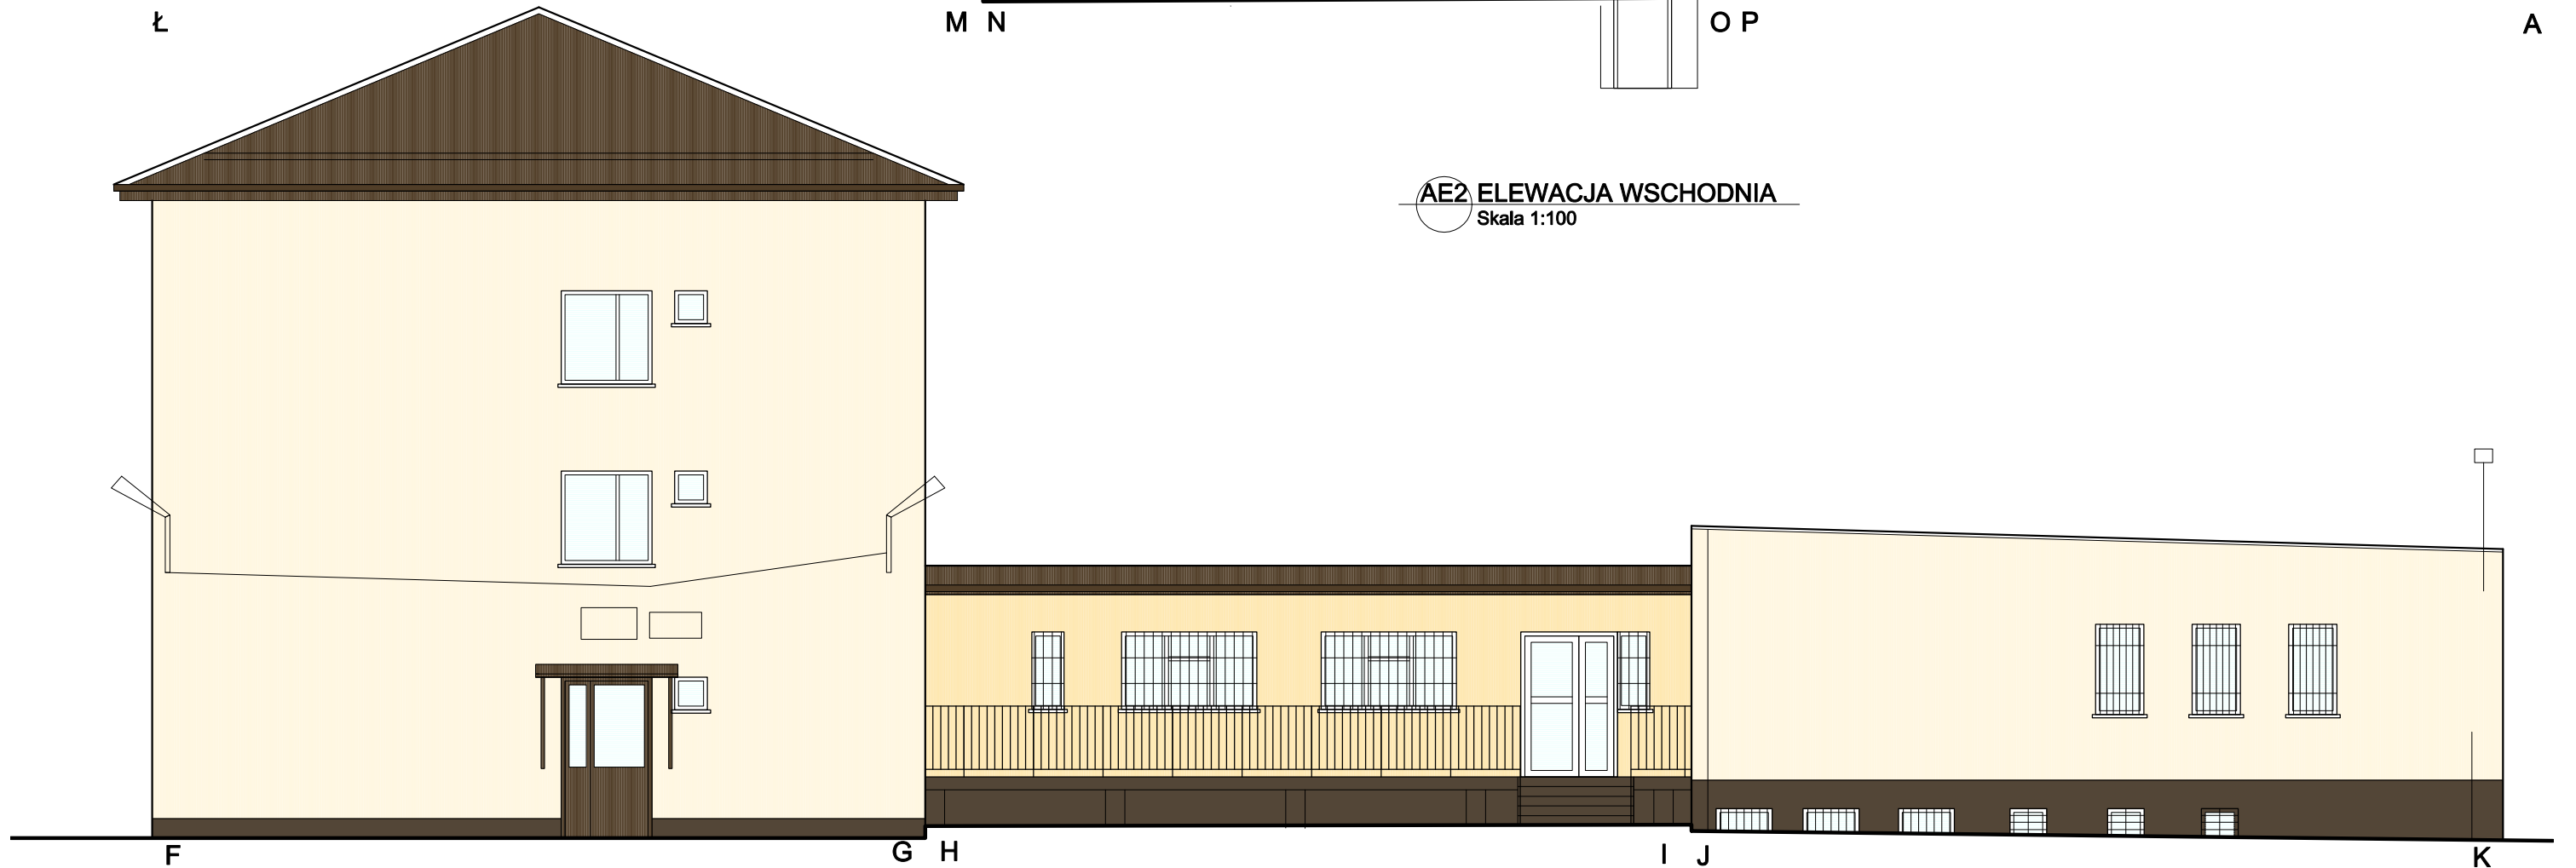 Ł M N O P A
AE2 ELEWACJA WSCHODNIA
Skala 1:100
F G H I J K